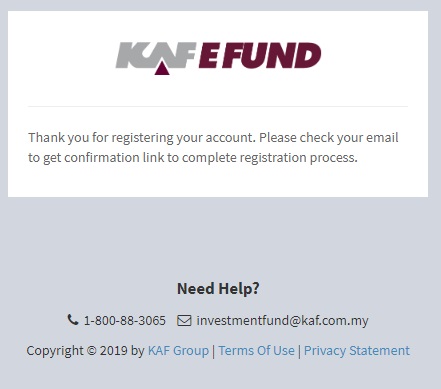 KAF E FUND
Thank you for registering your account. Please check your email
to get confirmation link to complete registration process.
Need Help?
1-800-88-3065 investmentfund@kaf.com.my
Copyright © 2019 by KAF Group | Terms Of Use | Privacy Statement